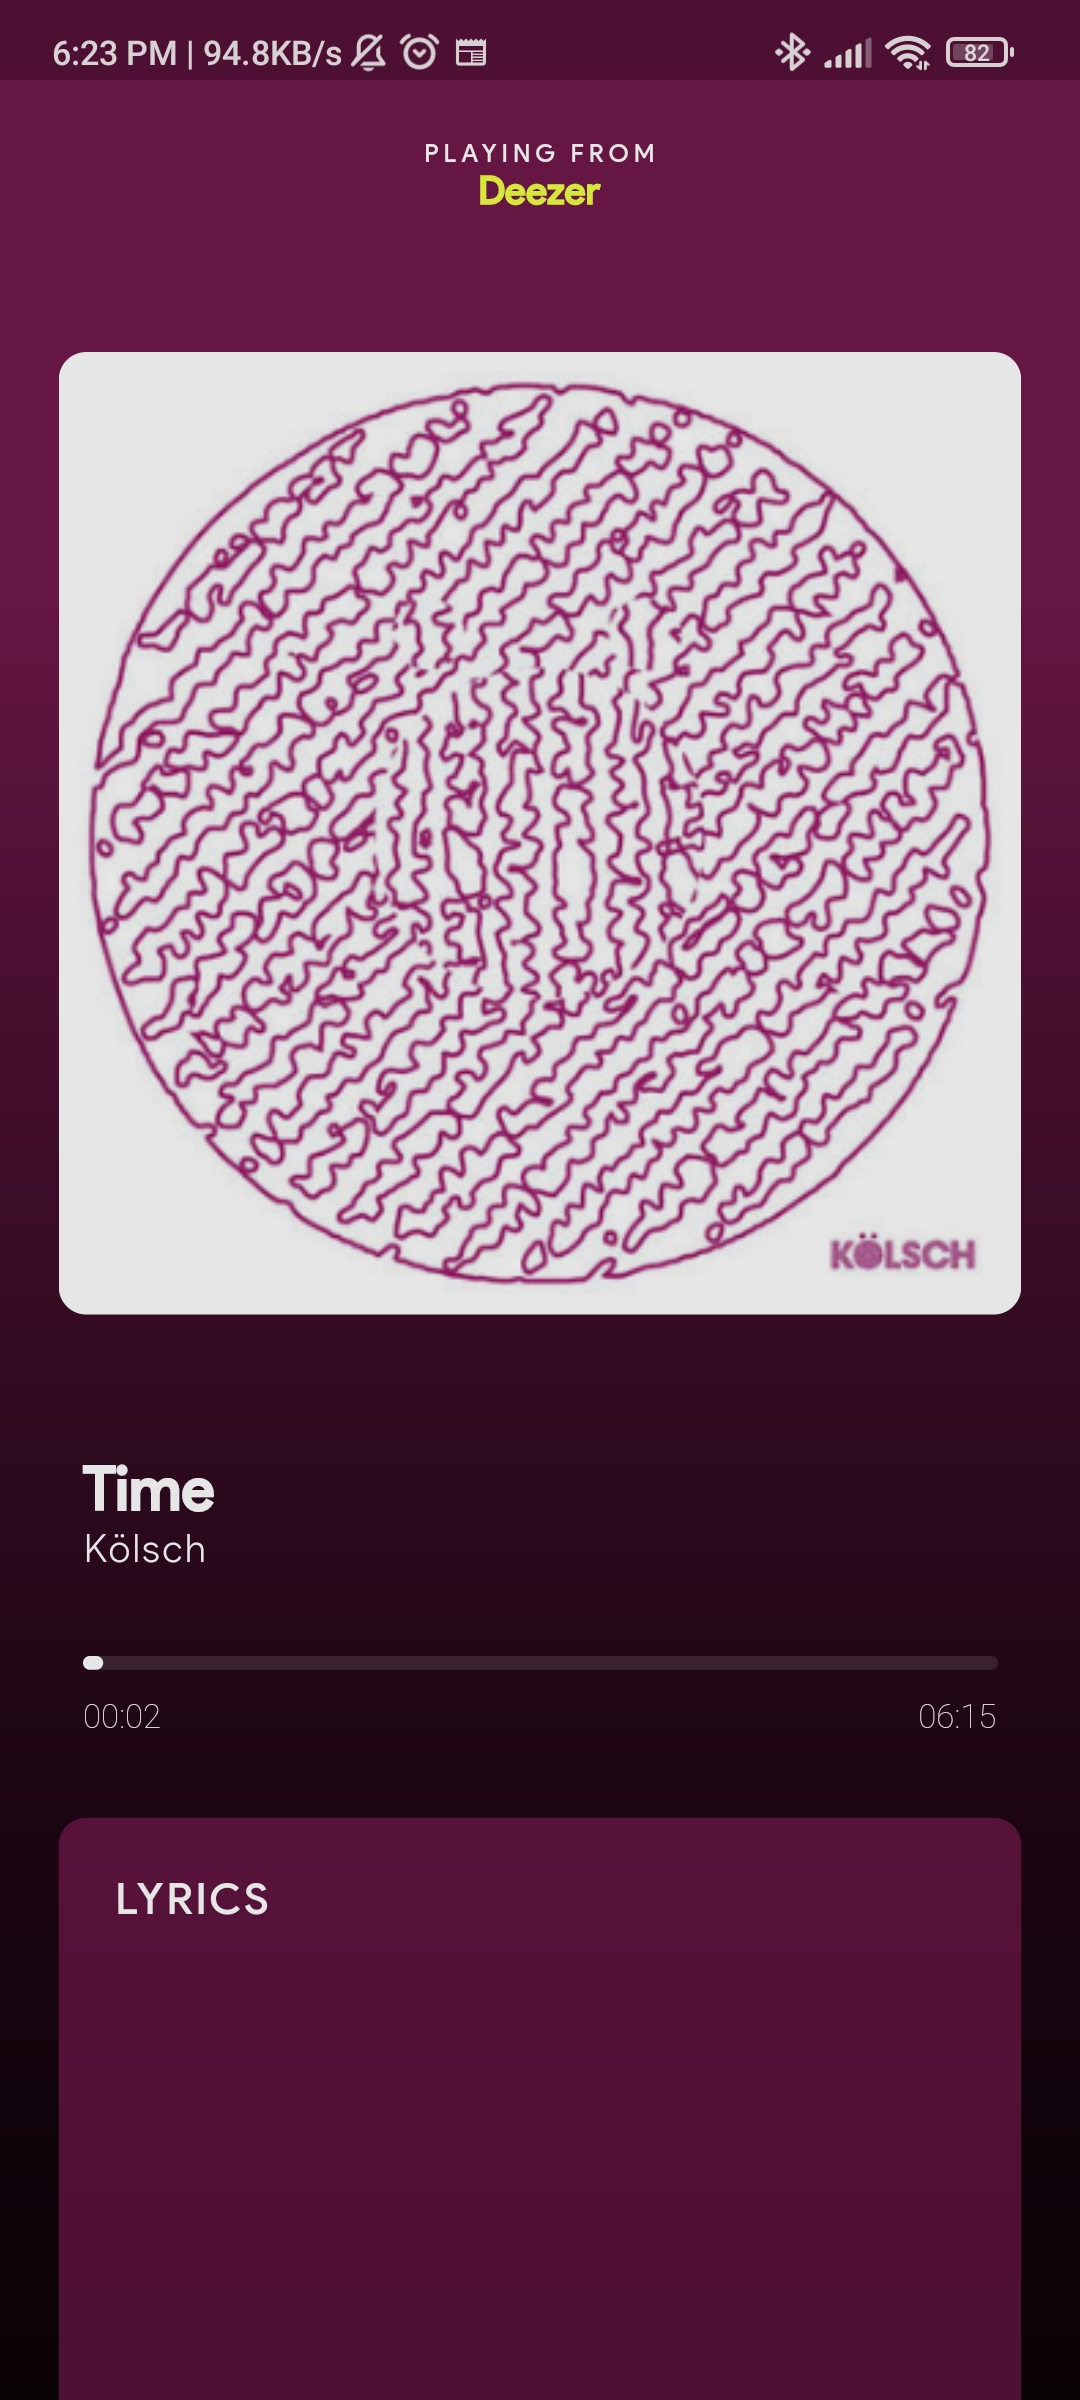 6:23 PM | 94.8KB/s 82
PLAYING FROM
Deezer
KÖLSCH
Time
Kölsch
00:02 06:15
LYRICS